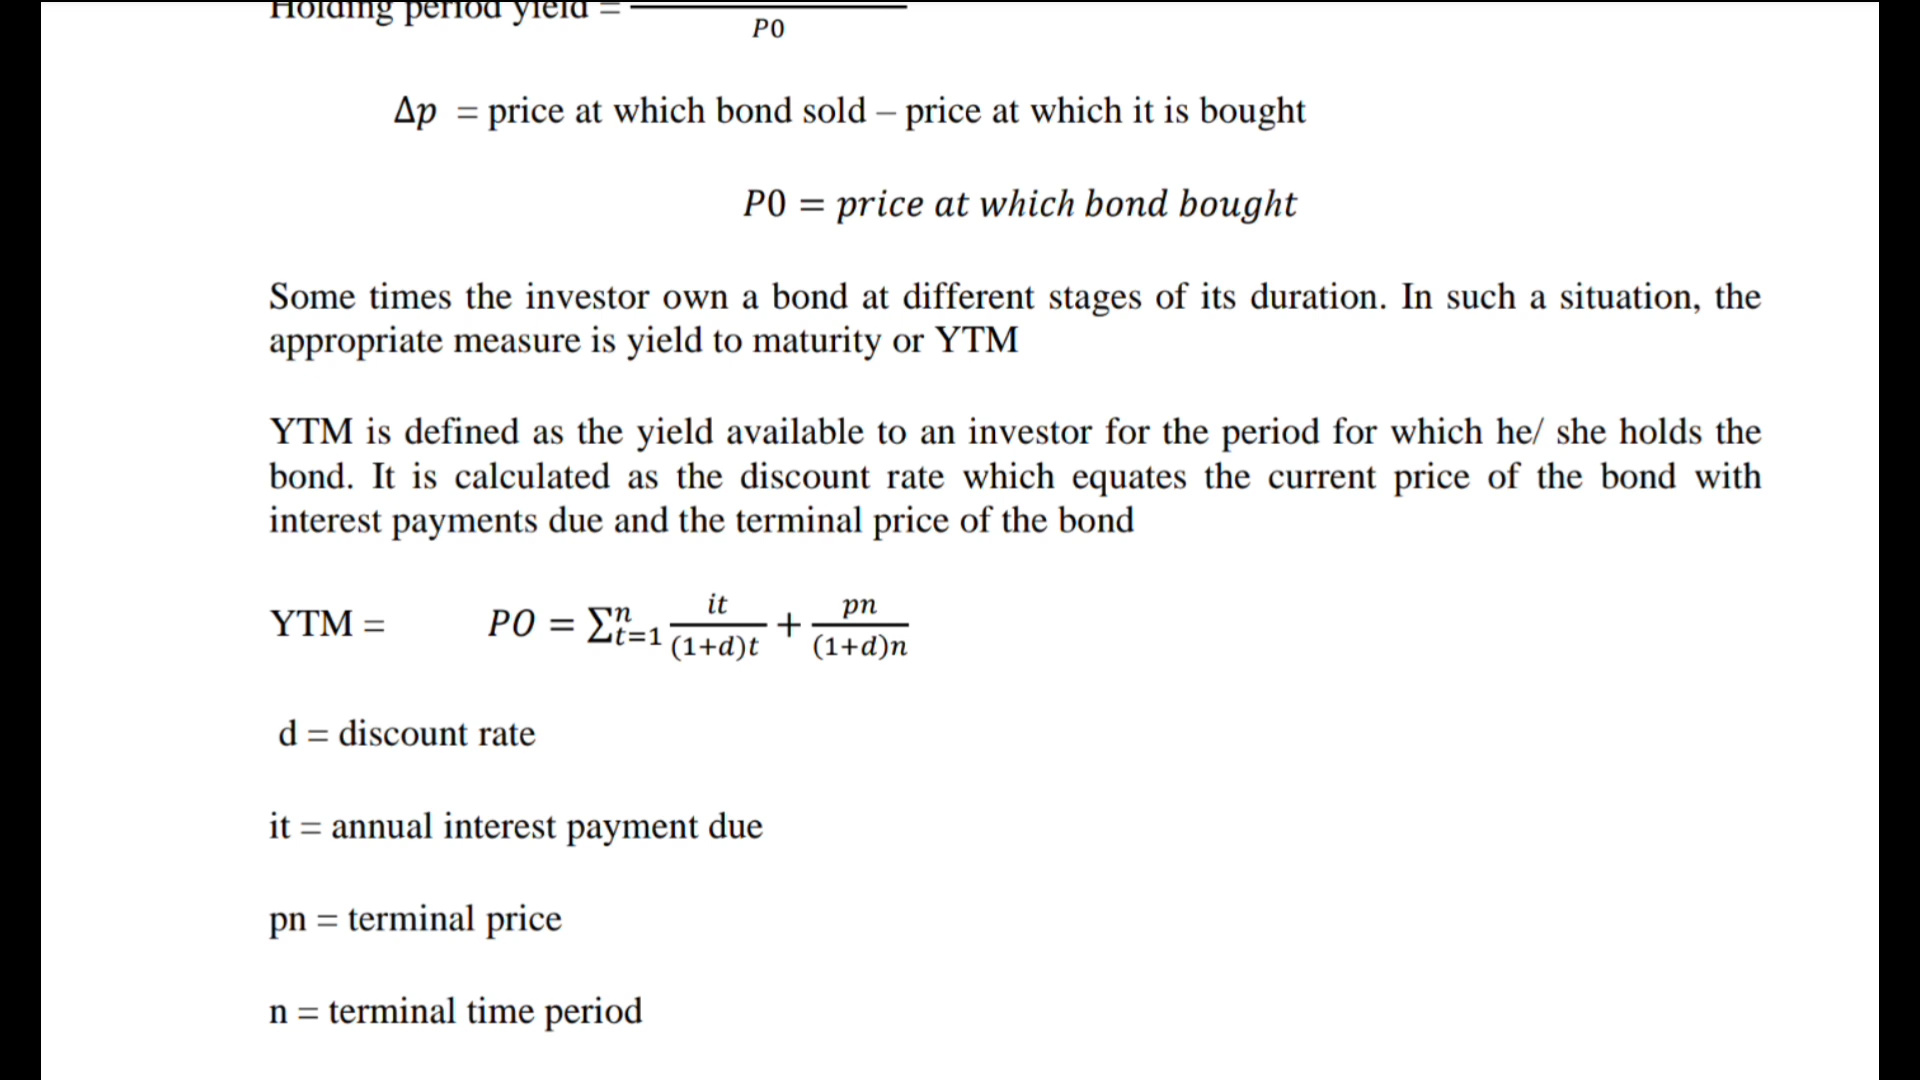 Holding period yield =
P0
Δp = price at which bond sold – price at which it is bought
P0 = price at which bond bought
Some times the investor own a bond at different stages of its duration. In such a situation, the
appropriate measure is yield to maturity or YTM
YTM is defined as the yield available to an investor for the period for which he/ she holds the
bond. It is calculated as the discount rate which equates the current price of the bond with
interest payments due and the terminal price of the bond
YTM = PO = ∑ⁿₜ₌₁ it/(1+d)t + pn/(1+d)n
d = discount rate
it = annual interest payment due
pn = terminal price
n = terminal time period